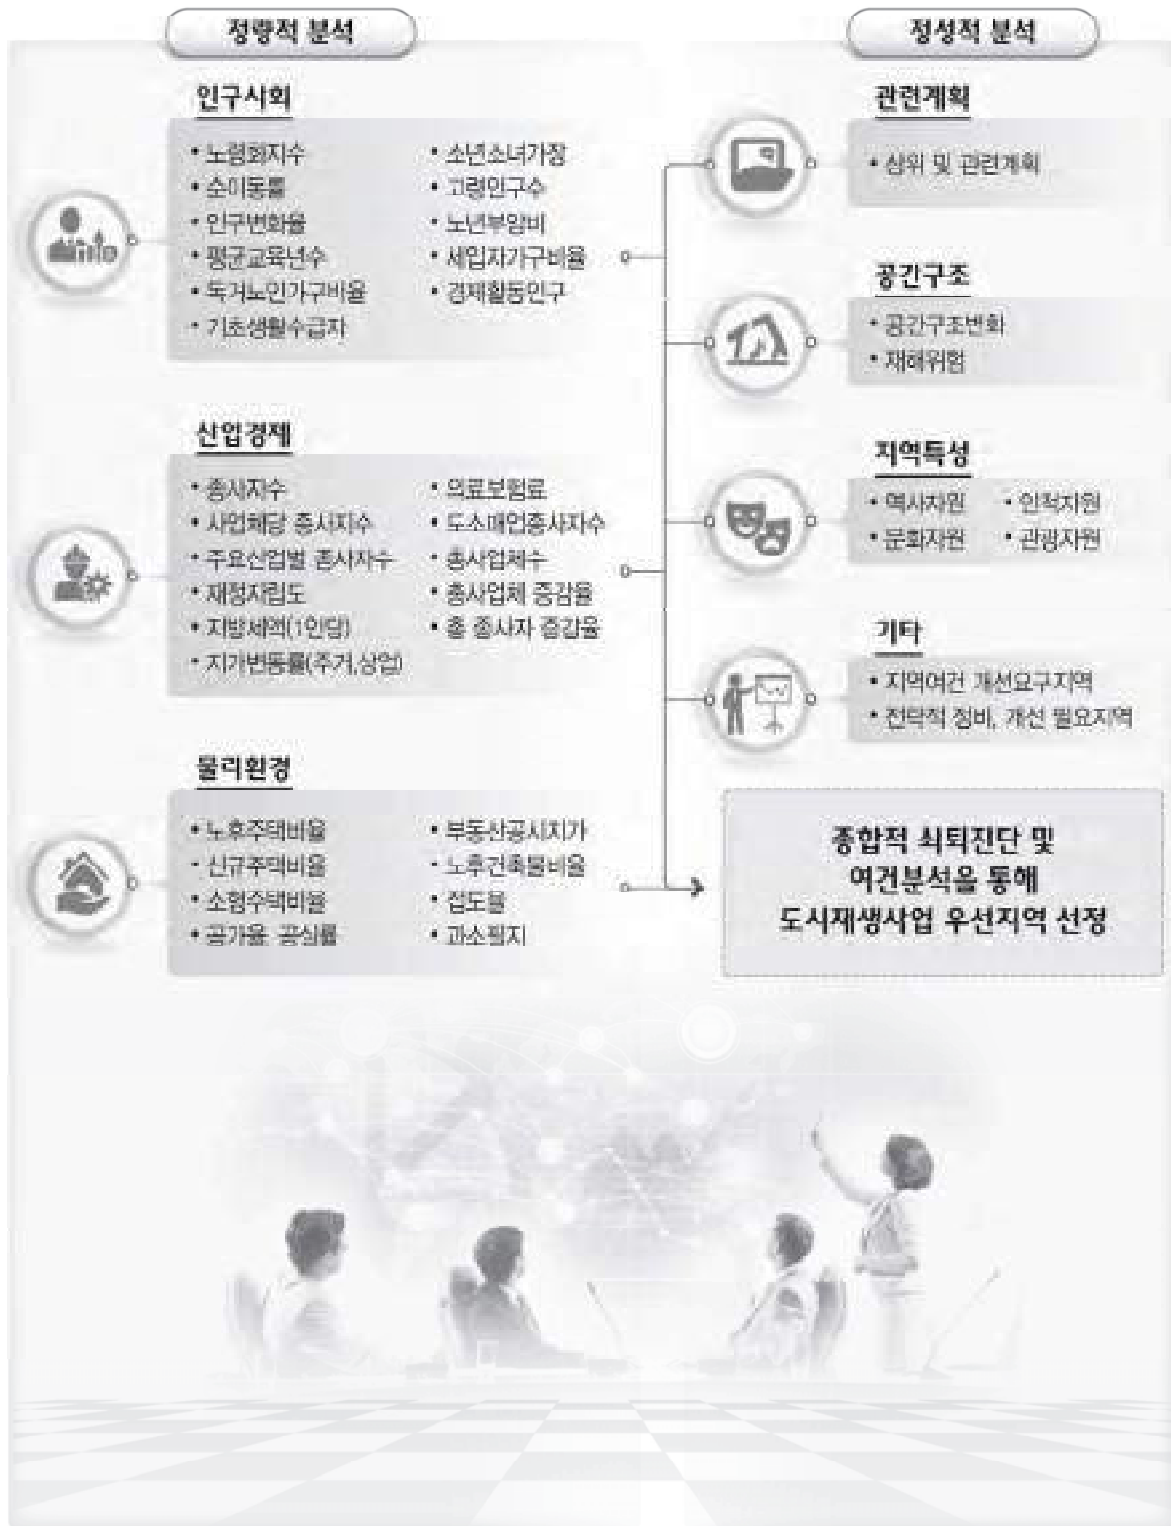 정량적 분석
인구사회
• 노령화지수
• 순이동률
• 인구변화율
• 평균교육년수
• 독거노인가구비율
• 기초생활수급자
• 소년소녀가장
• 고령인구수
• 노년부양비
• 세입자가구비율
• 경제활동인구
산업경제
• 종사자수
• 사업체당 종사자수
• 주요산업별 종사자수
• 재정자립도
• 지방세액(1인당)
• 지가변동률(주거,상업)
• 의료보험료
• 도소매업종사자수
• 총사업체수
• 총사업체 증감율
• 총 종사자 증감율
물리환경
• 노후주택비율
• 신규주택비율
• 소형주택비율
• 공가율 공실률
• 부동산공시지가
• 노후건축물비율
• 접도율
• 과소필지
정성적 분석
관련계획
• 상위 및 관련계획
공간구조
• 공간구조변화
• 재해위험
지역특성
• 역사자원
• 인적자원
• 문화자원
• 관광자원
기타
• 지역여건 개선요구지역
• 전략적 정비, 개선 필요지역
종합적 쇠퇴진단 및
여건분석을 통해
도시재생사업 우선지역 선정